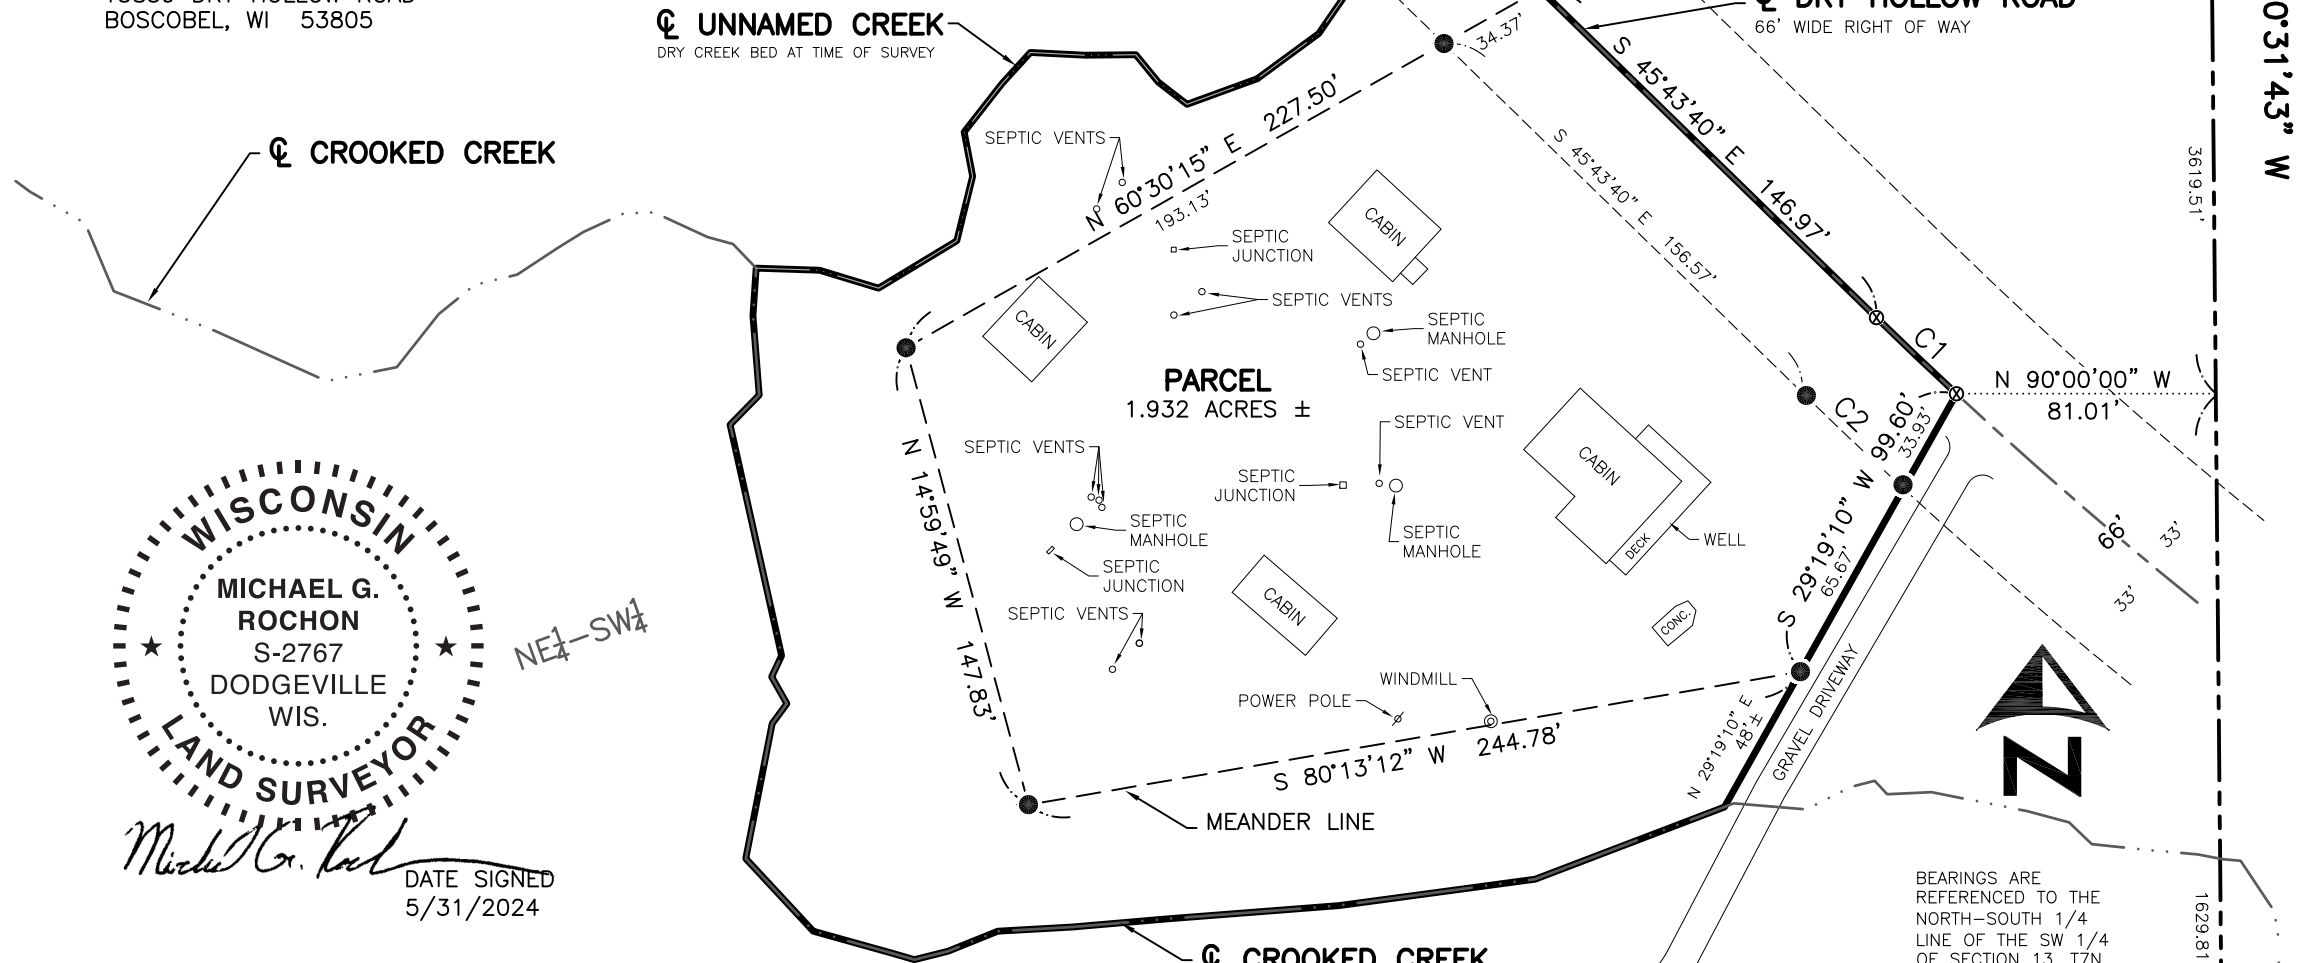 BOSCOBEL, WI 53805
℄ UNNAMED CREEK
DRY CREEK BED AT TIME OF SURVEY
℄ DRY HOLLOW ROAD
66' WIDE RIGHT OF WAY
34.37'
S 45°43'40" E 146.97'
0°31'43" W
3619.51'
℄ CROOKED CREEK
SEPTIC VENTS
N 60°30'15" E 227.50'
193.13'
S 45°43'40" E 156.57'
CABIN
SEPTIC
JUNCTION
SEPTIC VENTS
CABIN
SEPTIC
MANHOLE
SEPTIC VENT
C1
N 90°00'00" W
81.01'
PARCEL
1.932 ACRES ±
C2
SEPTIC VENT
S 29°19'10" W 99.60'
33.93'
65.67'
SEPTIC VENTS
N 14°59'49" W 147.83'
SEPTIC
JUNCTION
CABIN
DECK
WELL
SEPTIC
MANHOLE
SEPTIC
MANHOLE
66'
33'
33'
SEPTIC
JUNCTION
SEPTIC VENTS
CABIN
CONC.
WISCONSIN
MICHAEL G.
ROCHON
S-2767
DODGEVILLE
WIS.
LAND SURVEYOR
NE¼-SW¼
WINDMILL
POWER POLE
S 80°13'12" W 244.78'
N 29°19'10" E
48'±
GRAVEL DRIVEWAY
N
MEANDER LINE
DATE SIGNED
5/31/2024
℄ CROOKED CREEK
BEARINGS ARE
REFERENCED TO THE
NORTH-SOUTH 1/4
LINE OF THE SW 1/4
OF SECTION 13, T7N
1629.81